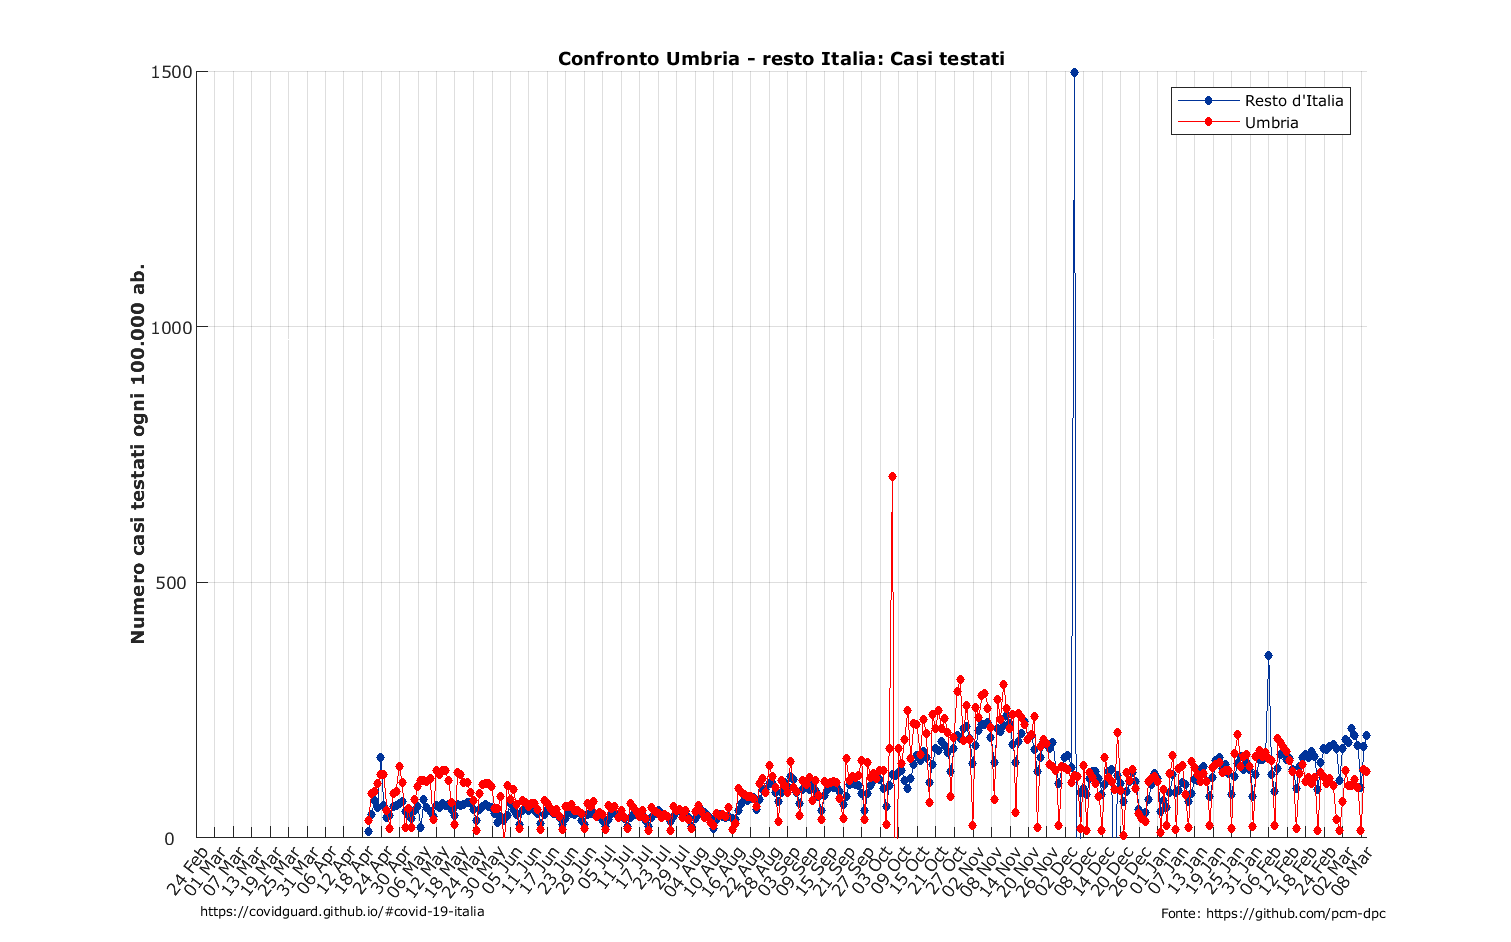 Confronto Umbria - resto Italia: Casi testati
Numero casi testati ogni 100.000 ab.
1500
1000
500
0
Resto d'Italia
Umbria
24 Feb
01 Mar
07 Mar
13 Mar
19 Mar
25 Mar
31 Mar
06 Apr
12 Apr
18 Apr
24 Apr
30 Apr
06 May
12 May
18 May
24 May
30 May
05 Jun
11 Jun
17 Jun
23 Jun
29 Jun
05 Jul
11 Jul
17 Jul
23 Jul
29 Jul
04 Aug
10 Aug
16 Aug
22 Aug
28 Aug
03 Sep
09 Sep
15 Sep
21 Sep
27 Sep
03 Oct
09 Oct
15 Oct
21 Oct
27 Oct
02 Nov
08 Nov
14 Nov
20 Nov
26 Nov
02 Dec
08 Dec
14 Dec
20 Dec
26 Dec
01 Jan
07 Jan
13 Jan
19 Jan
25 Jan
31 Jan
06 Feb
12 Feb
18 Feb
24 Feb
02 Mar
08 Mar
https://covidguard.github.io/#covid-19-italia
Fonte: https://github.com/pcm-dpc